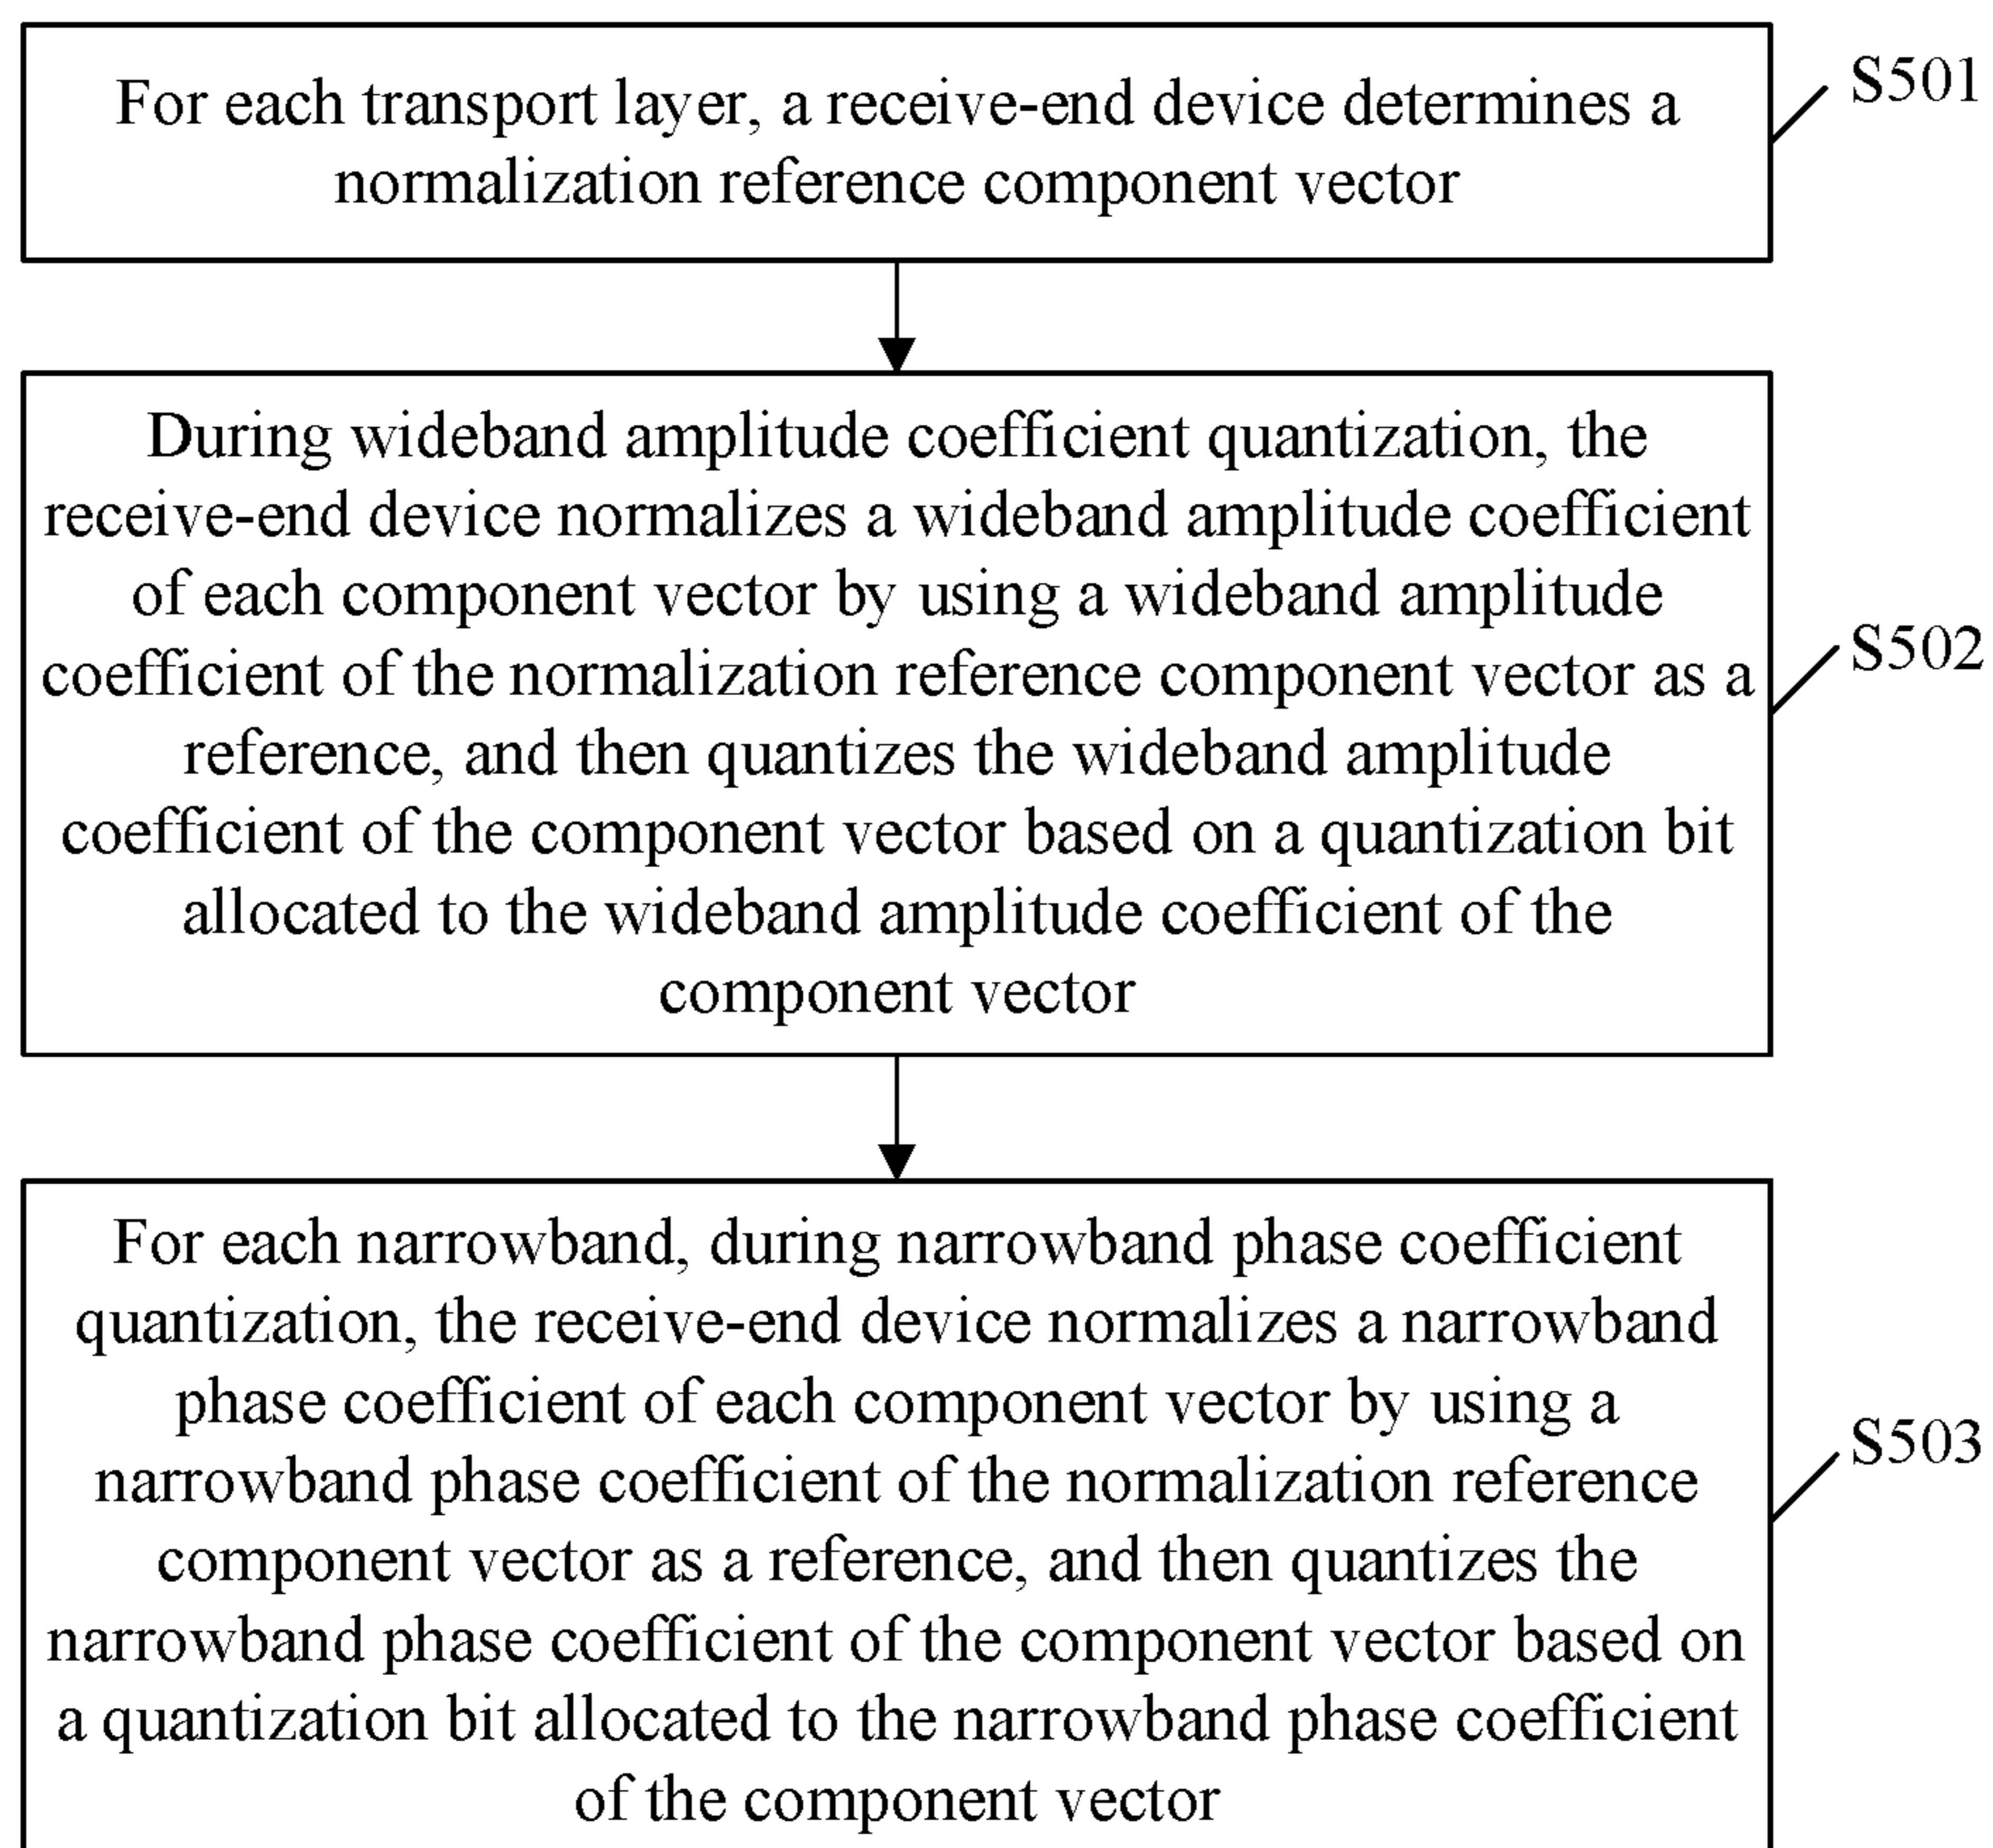 For each transport layer, a receive-end device determines a
normalization reference component vector
S501
During wideband amplitude coefficient quantization, the
receive-end device normalizes a wideband amplitude coefficient
of each component vector by using a wideband amplitude
coefficient of the normalization reference component vector as a
reference, and then quantizes the wideband amplitude
coefficient of the component vector based on a quantization bit
allocated to the wideband amplitude coefficient of the
component vector
S502
For each narrowband, during narrowband phase coefficient
quantization, the receive-end device normalizes a narrowband
phase coefficient of each component vector by using a
narrowband phase coefficient of the normalization reference
component vector as a reference, and then quantizes the
narrowband phase coefficient of the component vector based on
a quantization bit allocated to the narrowband phase coefficient
of the component vector
S503